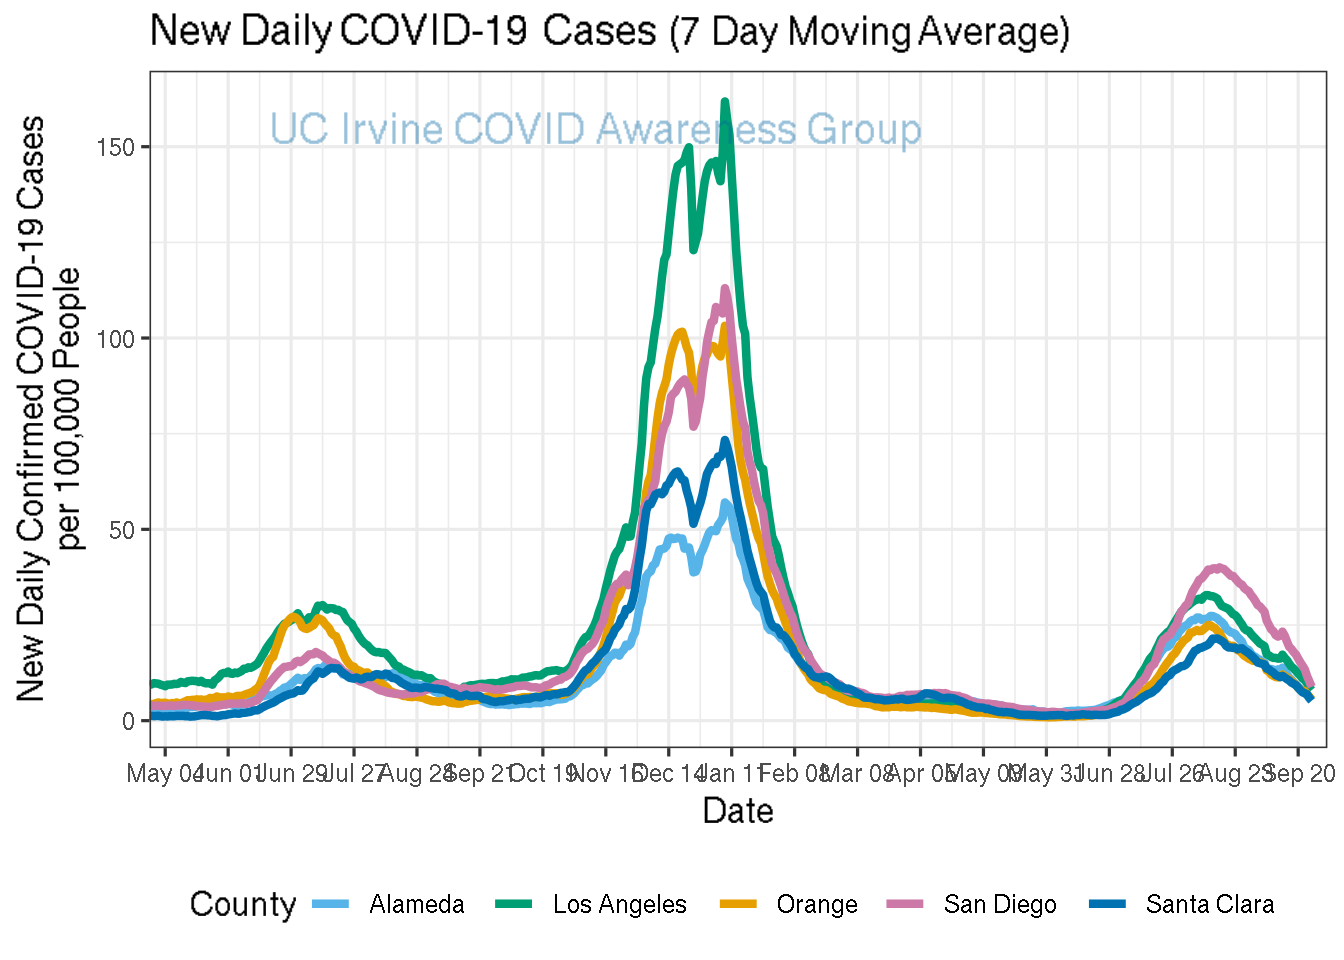 New Daily COVID-19 Cases (7 Day Moving Average)
UC Irvine COVID Awareness Group
New Daily Confirmed COVID-19 Cases
per 100,000 People
150
100
50
0
May 04 Jun 01 Jun 29 Jul 27 Aug 24 Sep 21 Oct 19 Nov 16 Dec 14 Jan 11 Feb 08 Mar 08 Apr 05 May 03 May 31 Jun 28 Jul 26 Aug 23 Sep 20
Date
County Alameda Los Angeles Orange San Diego Santa Clara